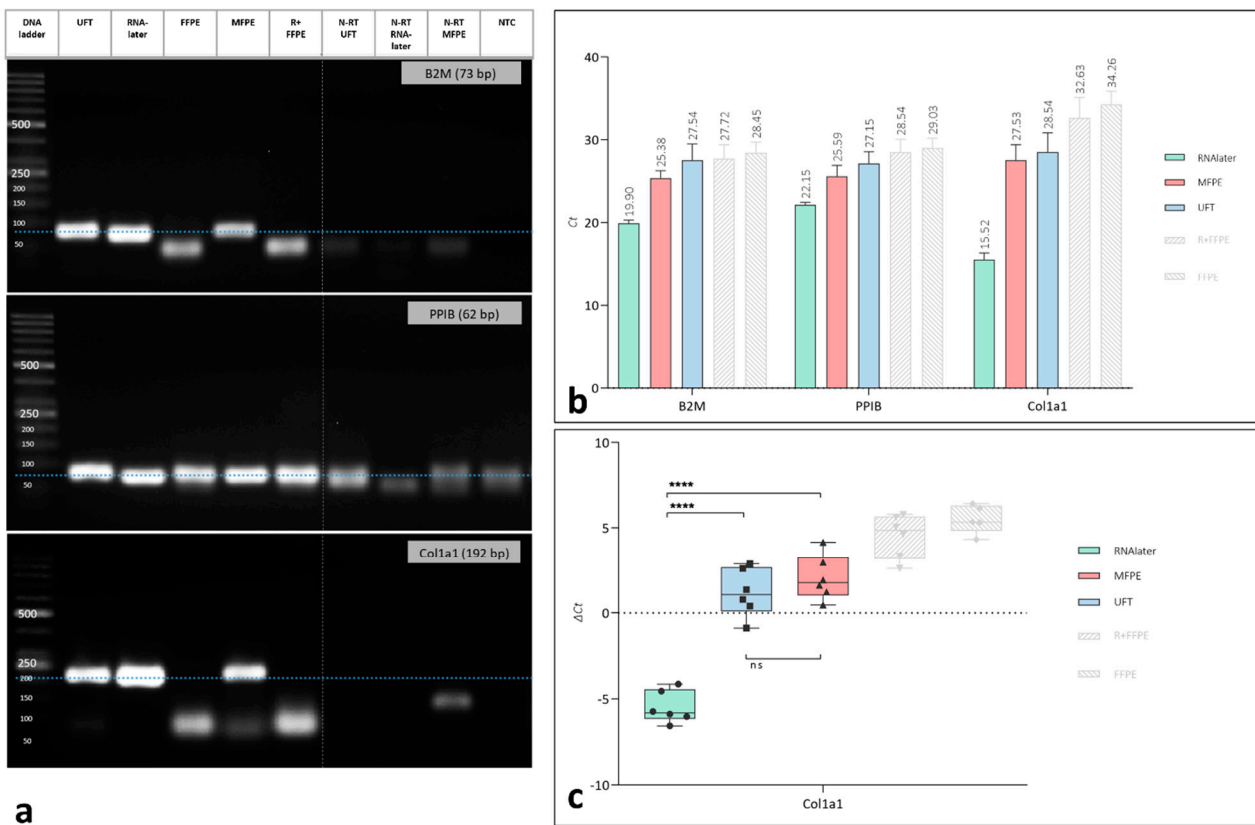 DNA ladder UFT RNA-later FFPE MFPE R+ FFPE N-RT UFT N-RT RNA-later N-RT MFPE NTC
B2M (73 bp)
500
250
200
150
100
50
PPIB (62 bp)
500
250
200
150
100
50
Col1a1 (192 bp)
500
250
200
150
100
50
a
40
30
20
10
0
Ct
19.90 25.38 27.54 27.72 28.45
22.15 25.59 27.15 28.54 29.03
15.52 27.53 28.54 32.63 34.26
B2M PPIB Col1a1
RNAlater
MFPE
UFT
R+FFPE
FFPE
b
10
5
0
-5
-10
ΔCt
****
****
ns
Col1a1
RNAlater
MFPE
UFT
R+FFPE
FFPE
c